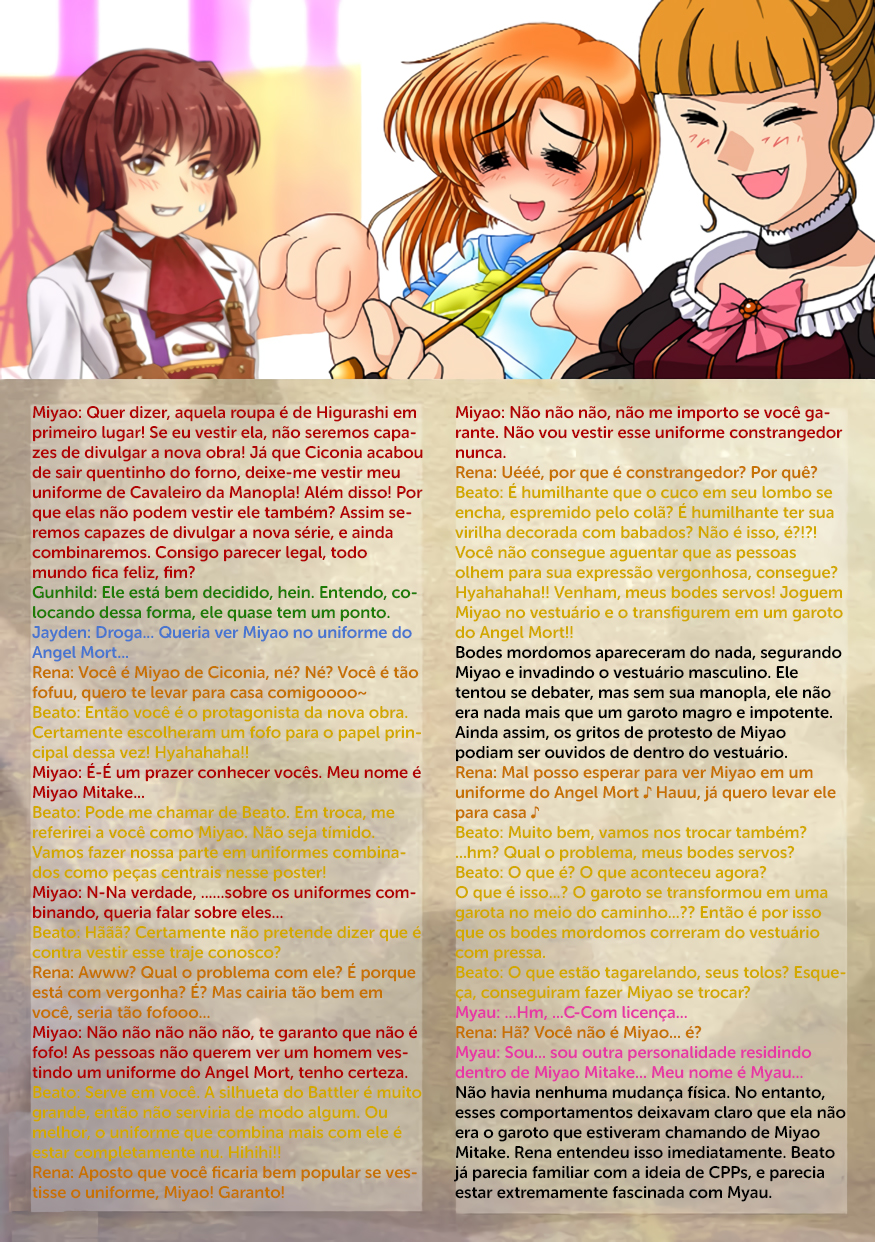 Miyao: Quer dizer, aquela roupa é de Higurashi em
primeiro lugar! Se eu vestir ela, não seremos capa-
zes de divulgar a nova obra! Já que Ciconia acabou
de sair quentinho do forno, deixe-me vestir meu
uniforme de Cavaleiro da Manopla! Além disso! Por
que elas não podem vestir ele também? Assim se-
remos capazes de divulgar a nova série, e ainda
combinaremos. Consigo parecer legal, todo
mundo fica feliz, fim?
Gunhild: Ele está bem decidido, hein. Entendo, co-
locando dessa forma, ele quase tem um ponto.
Jayden: Droga... Queria ver Miyao no uniforme do
Angel Mort...
Rena: Você é Miyao de Ciconia, né? Né? Você é tão
fofuu, quero te levar para casa comigoooo~
Beato: Então você é o protagonista da nova obra.
Certamente escolheram um fofo para o papel prin-
cipal dessa vez! Hyahahaha!!
Miyao: É-É um prazer conhecer vocês. Meu nome é
Miyao Mitake...
Beato: Pode me chamar de Beato. Em troca, me
referirei a você como Miyao. Não seja tímido.
Vamos fazer nossa parte em uniformes combina-
dos como peças centrais nesse poster!
Miyao: N-Na verdade, ......sobre os uniformes com-
binando, queria falar sobre eles...
Beato: Hããã? Certamente não pretende dizer que é
contra vestir esse traje conosco?
Rena: Awww? Qual o problema com ele? É porque
está com vergonha? É? Mas cairia tão bem em
você, seria tão fofooo...
Miyao: Não não não não não, te garanto que não é
fofo! As pessoas não querem ver um homem ves-
tindo um uniforme do Angel Mort, tenho certeza.
Beato: Serve em você. A silhueta do Battler é muito
grande, então não serviria de modo algum. Ou
melhor, o uniforme que combina mais com ele é
estar completamente nu. Hihihi!!
Rena: Aposto que você ficaria bem popular se ves-
tisse o uniforme, Miyao! Garanto!
Miyao: Não não não, não me importo se você ga-
rante. Não vou vestir esse uniforme constrangedor
nunca.
Rena: Uééé, por que é constrangedor? Por quê?
Beato: É humilhante que o cuco em seu lombo se
encha, espremido pelo colã? É humilhante ter sua
virilha decorada com babados? Não é isso, é?!?!
Você não consegue aguentar que as pessoas
olhem para sua expressão vergonhosa, consegue?
Hyahahaha!! Venham, meus bodes servos! Joguem
Miyao no vestuário e o transfigurem em um garoto
do Angel Mort!!
Bodes mordomos apareceram do nada, segurando
Miyao e invadindo o vestuário masculino. Ele
tentou se debater, mas sem sua manopla, ele não
era nada mais que um garoto magro e impotente.
Ainda assim, os gritos de protesto de Miyao
podiam ser ouvidos de dentro do vestuário.
Rena: Mal posso esperar para ver Miyao em um
uniforme do Angel Mort ♪ Hauu, já quero levar ele
para casa ♪
Beato: Muito bem, vamos nos trocar também?
...hm? Qual o problema, meus bodes servos?
Beato: O que é? O que aconteceu agora?
O que é isso...? O garoto se transformou em uma
garota no meio do caminho...?? Então é por isso
que os bodes mordomos correram do vestuário
com pressa.
Beato: O que estão tagarelando, seus tolos? Esque-
ça, conseguiram fazer Miyao se trocar?
Myau: ...Hm, ...C-Com licença...
Rena: Hã? Você não é Miyao... é?
Myau: Sou... sou outra personalidade residindo
dentro de Miyao Mitake... Meu nome é Myau...
Não havia nenhuma mudança física. No entanto,
esses comportamentos deixavam claro que ela não
era o garoto que estiveram chamando de Miyao
Mitake. Rena entendeu isso imediatamente. Beato
já parecia familiar com a ideia de CPPs, e parecia
estar extremamente fascinada com Myau.